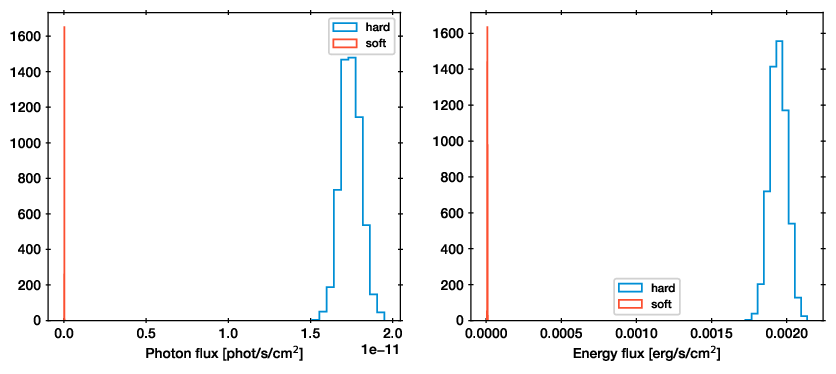 1600
1400
1200
1000
800
600
400
200
0
hard
soft
0.0 0.5 1.0 1.5 2.0
1e−11
Photon flux [phot/s/cm²]
1600
1400
1200
1000
800
600
400
200
0
hard
soft
0.0000 0.0005 0.0010 0.0015 0.0020
Energy flux [erg/s/cm²]